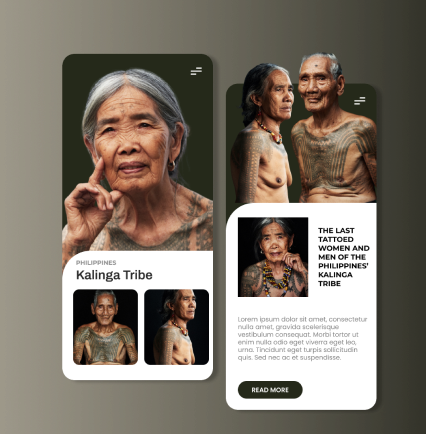 PHILIPPINES
Kalinga Tribe
THE LAST
TATTOED
WOMEN AND
MEN OF THE
PHILIPPINES'
KALINGA
TRIBE
Lorem ipsum dolor sit amet, consectetur
nulla amet, gravida scelerisque
vestibulum consequat. Morbi tortor ut
enim nulla odio eget viverra eget leo,
urna. Tincidunt eget turpis sollicitudin
quis. Sed nec ac et suspendisse.
READ MORE